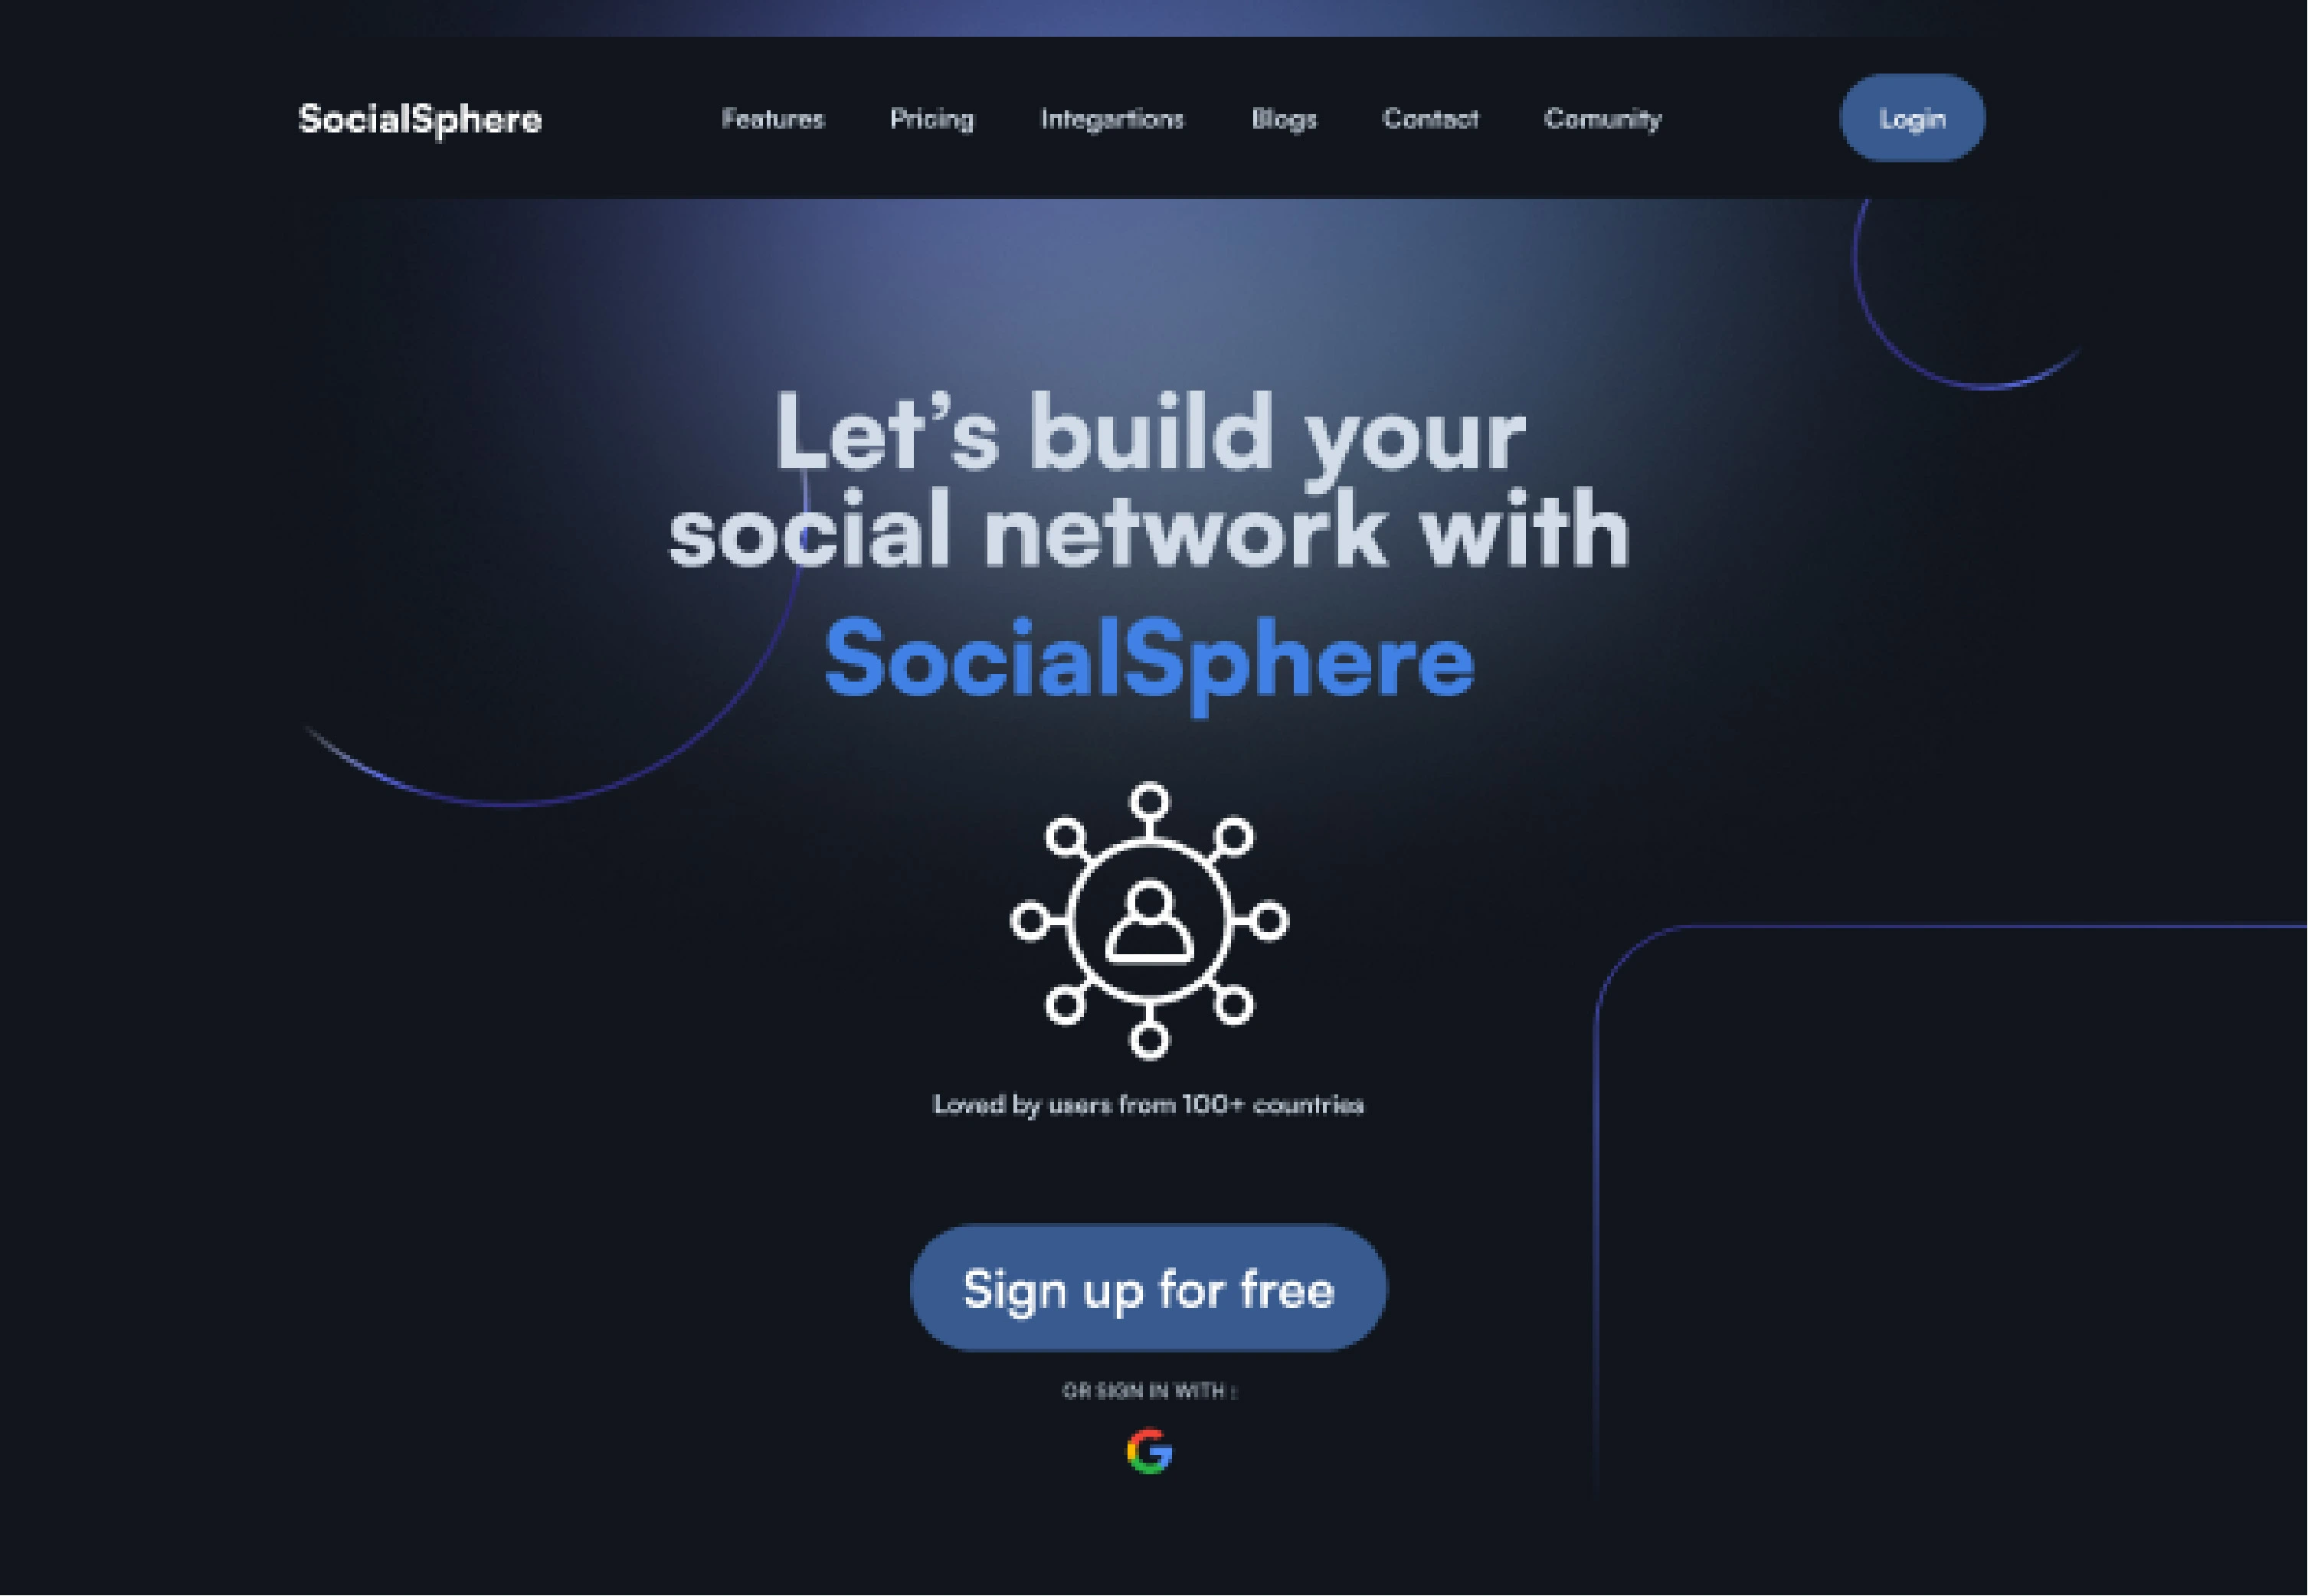 SocialSphere Features Pricing Integartions Blogs Contact Comunity Login
Let’s build your
social network with
SocialSphere
Loved by users from 100+ countries
Sign up for free
OR SIGN IN WITH :
G